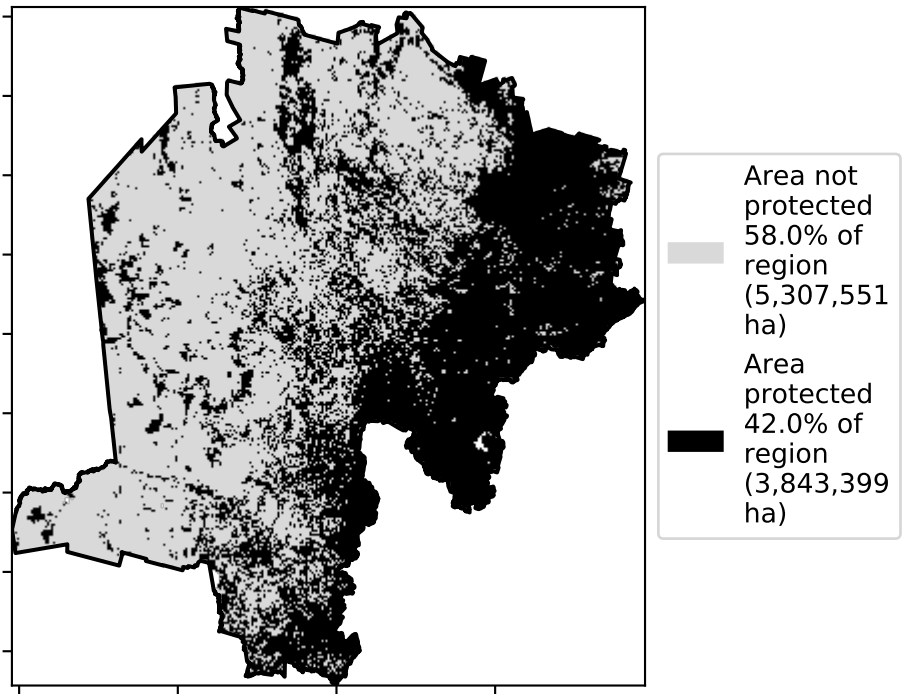 Area not
protected
58.0% of
region
(5,307,551
ha)
Area
protected
42.0% of
region
(3,843,399
ha)